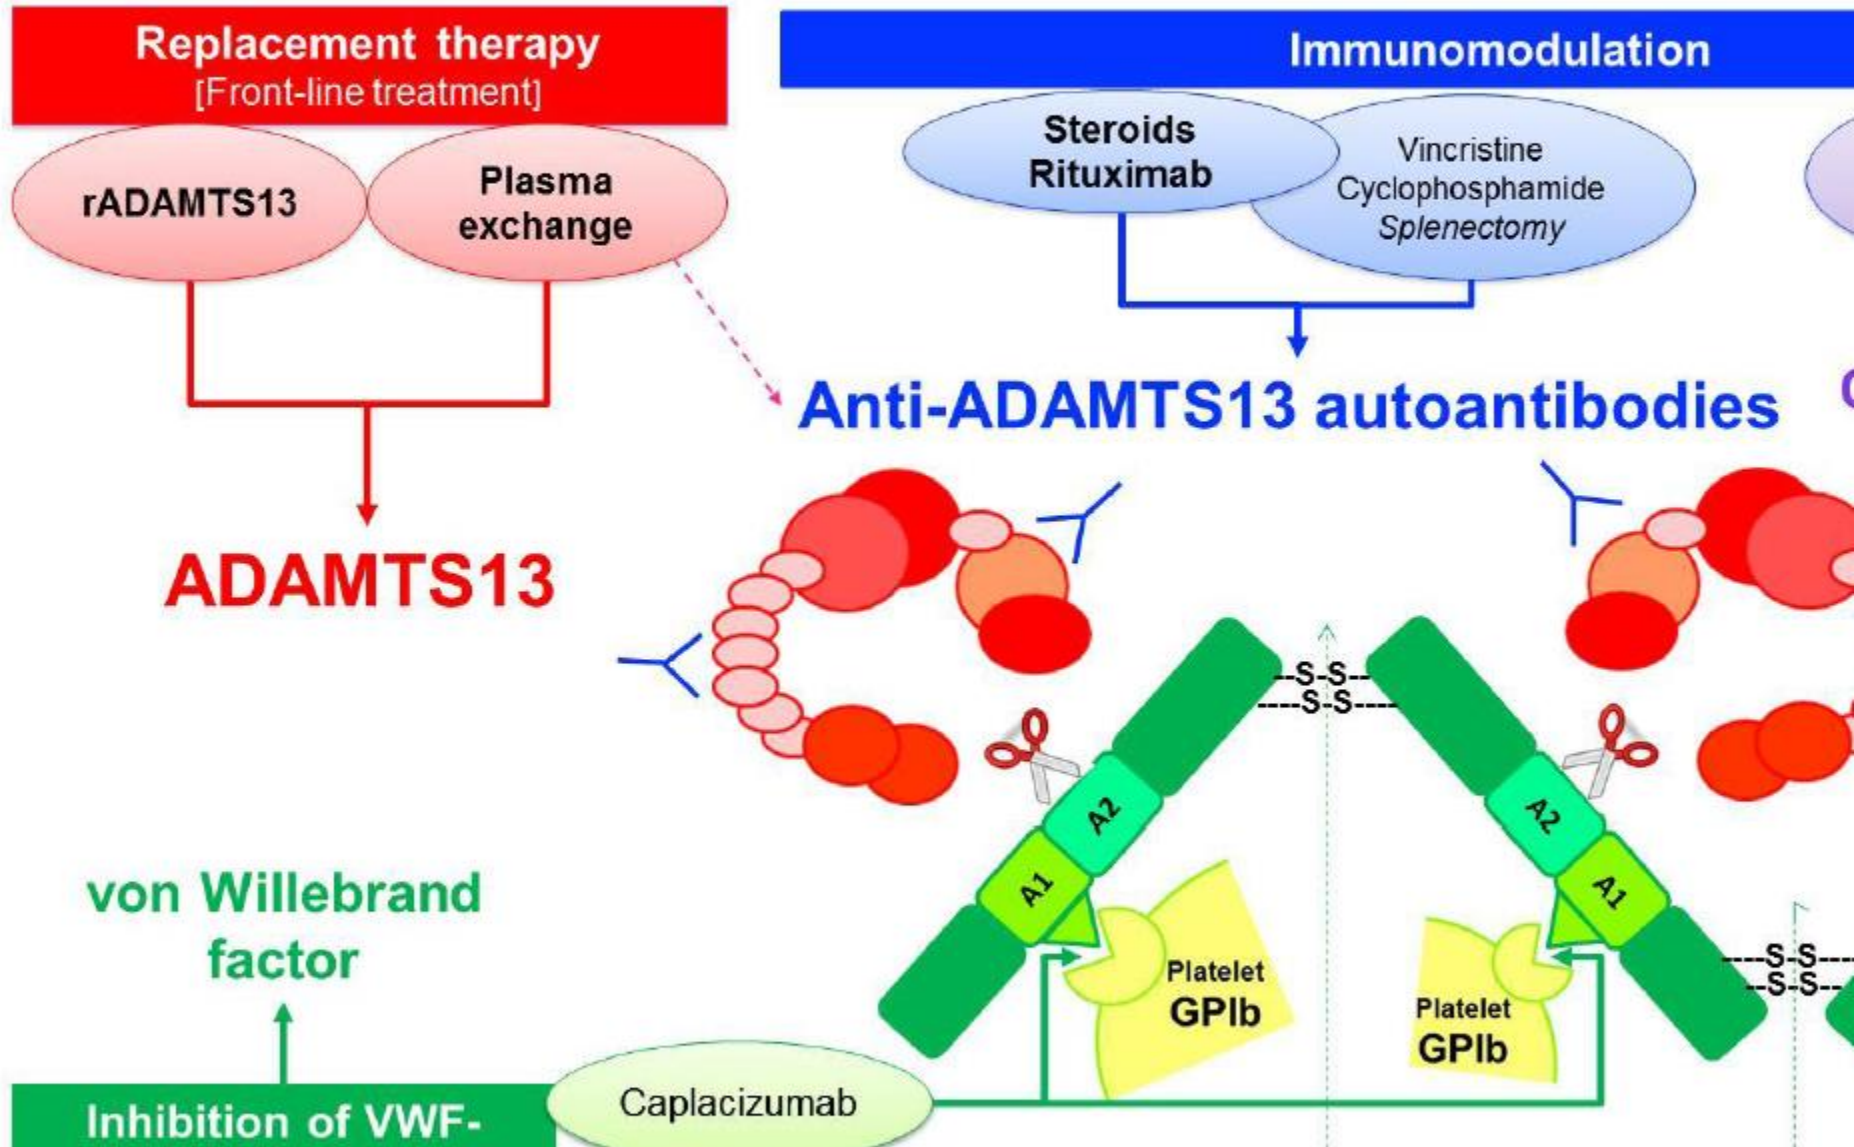 Replacement therapy
[Front-line treatment]
rADAMTS13
Plasma
exchange
Immunomodulation
Steroids
Rituximab
Vincristine
Cyclophosphamide
Splenectomy
Anti-ADAMTS13 autoantibodies
ADAMTS13
--S-S--
----S-S----
A2
A1
A2
A1
von Willebrand
factor
Platelet
GPIb
Platelet
GPIb
----S-S----
--S-S--
Caplacizumab
Inhibition of VWF-